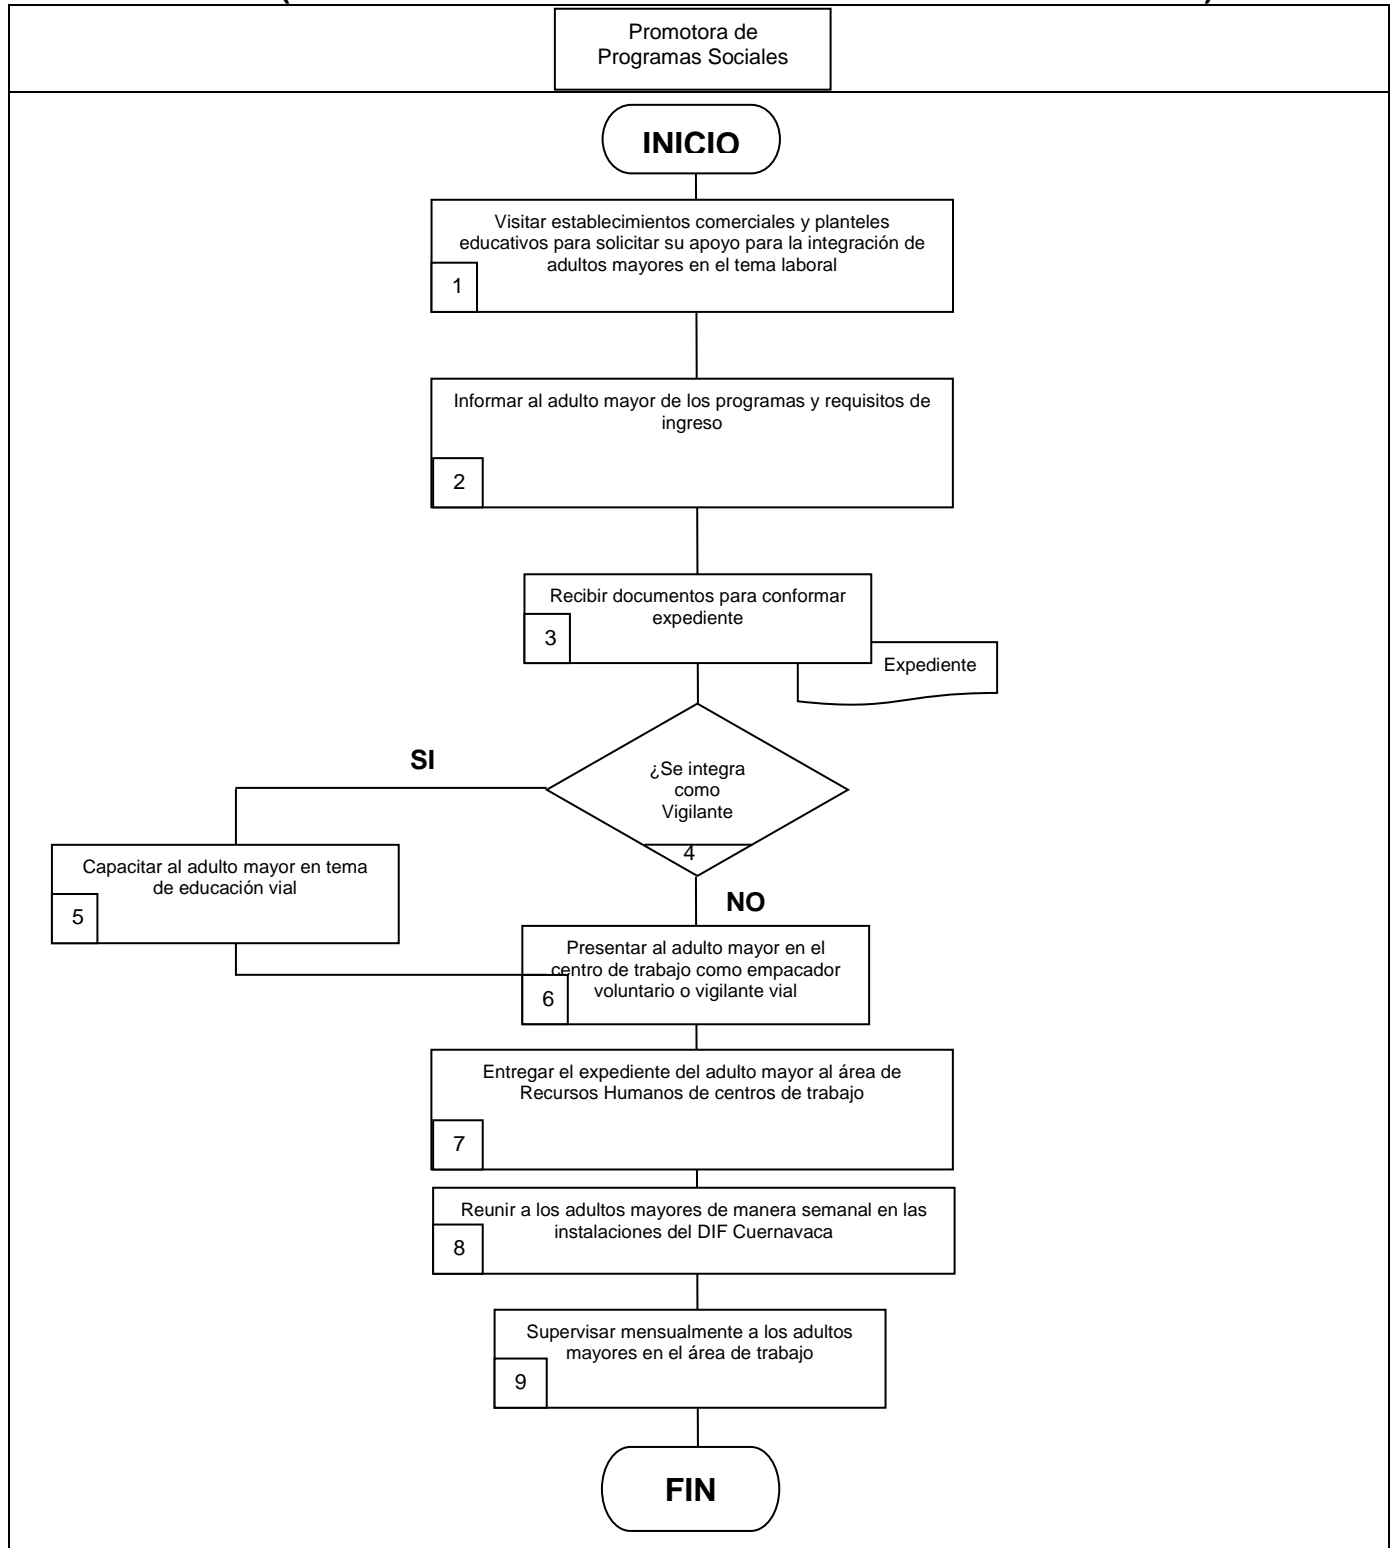 Promotora de
Programas Sociales
INICIO
Visitar establecimientos comerciales y planteles
educativos para solicitar su apoyo para la integración de
adultos mayores en el tema laboral
1
Informar al adulto mayor de los programas y requisitos de
ingreso
2
Recibir documentos para conformar
expediente
3
Expediente
¿Se integra
como
Vigilante
4
SI
NO
Capacitar al adulto mayor en tema
de educación vial
5
Presentar al adulto mayor en el
centro de trabajo como empacador
voluntario o vigilante vial
6
Entregar el expediente del adulto mayor al área de
Recursos Humanos de centros de trabajo
7
Reunir a los adultos mayores de manera semanal en las
instalaciones del DIF Cuernavaca
8
Supervisar mensualmente a los adultos
mayores en el área de trabajo
9
FIN